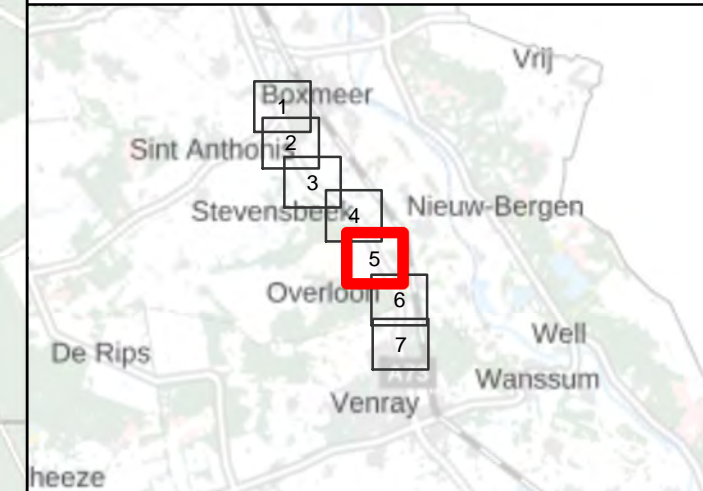 Vrij
Boxmeer
1
Sint Anthonis
2
3
Stevensbeek
4
Nieuw-Bergen
5
Overloon
6
Well
7
De Rips
A73
Wanssum
Venray
heeze